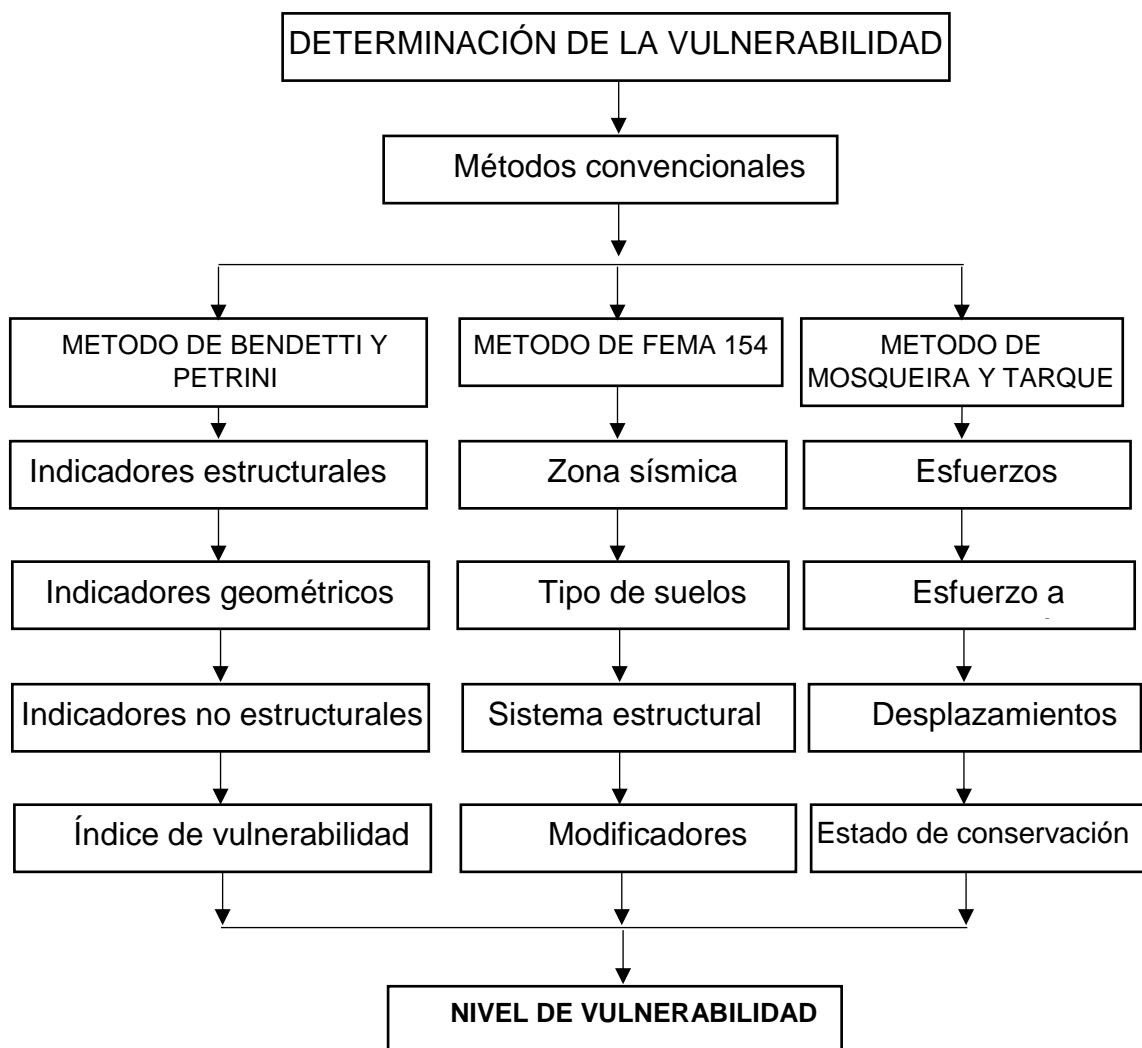 DETERMINACIÓN DE LA VULNERABILIDAD
Métodos convencionales
METODO DE BENDETTI Y
PETRINI
METODO DE FEMA 154
METODO DE
MOSQUEIRA Y TARQUE
Indicadores estructurales
Zona sísmica
Esfuerzos
Indicadores geométricos
Tipo de suelos
Esfuerzo a
Indicadores no estructurales
Sistema estructural
Desplazamientos
Índice de vulnerabilidad
Modificadores
Estado de conservación
NIVEL DE VULNERABILIDAD